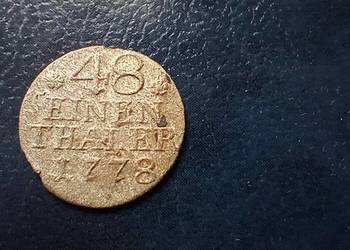 48
EINEN
THALER
1778